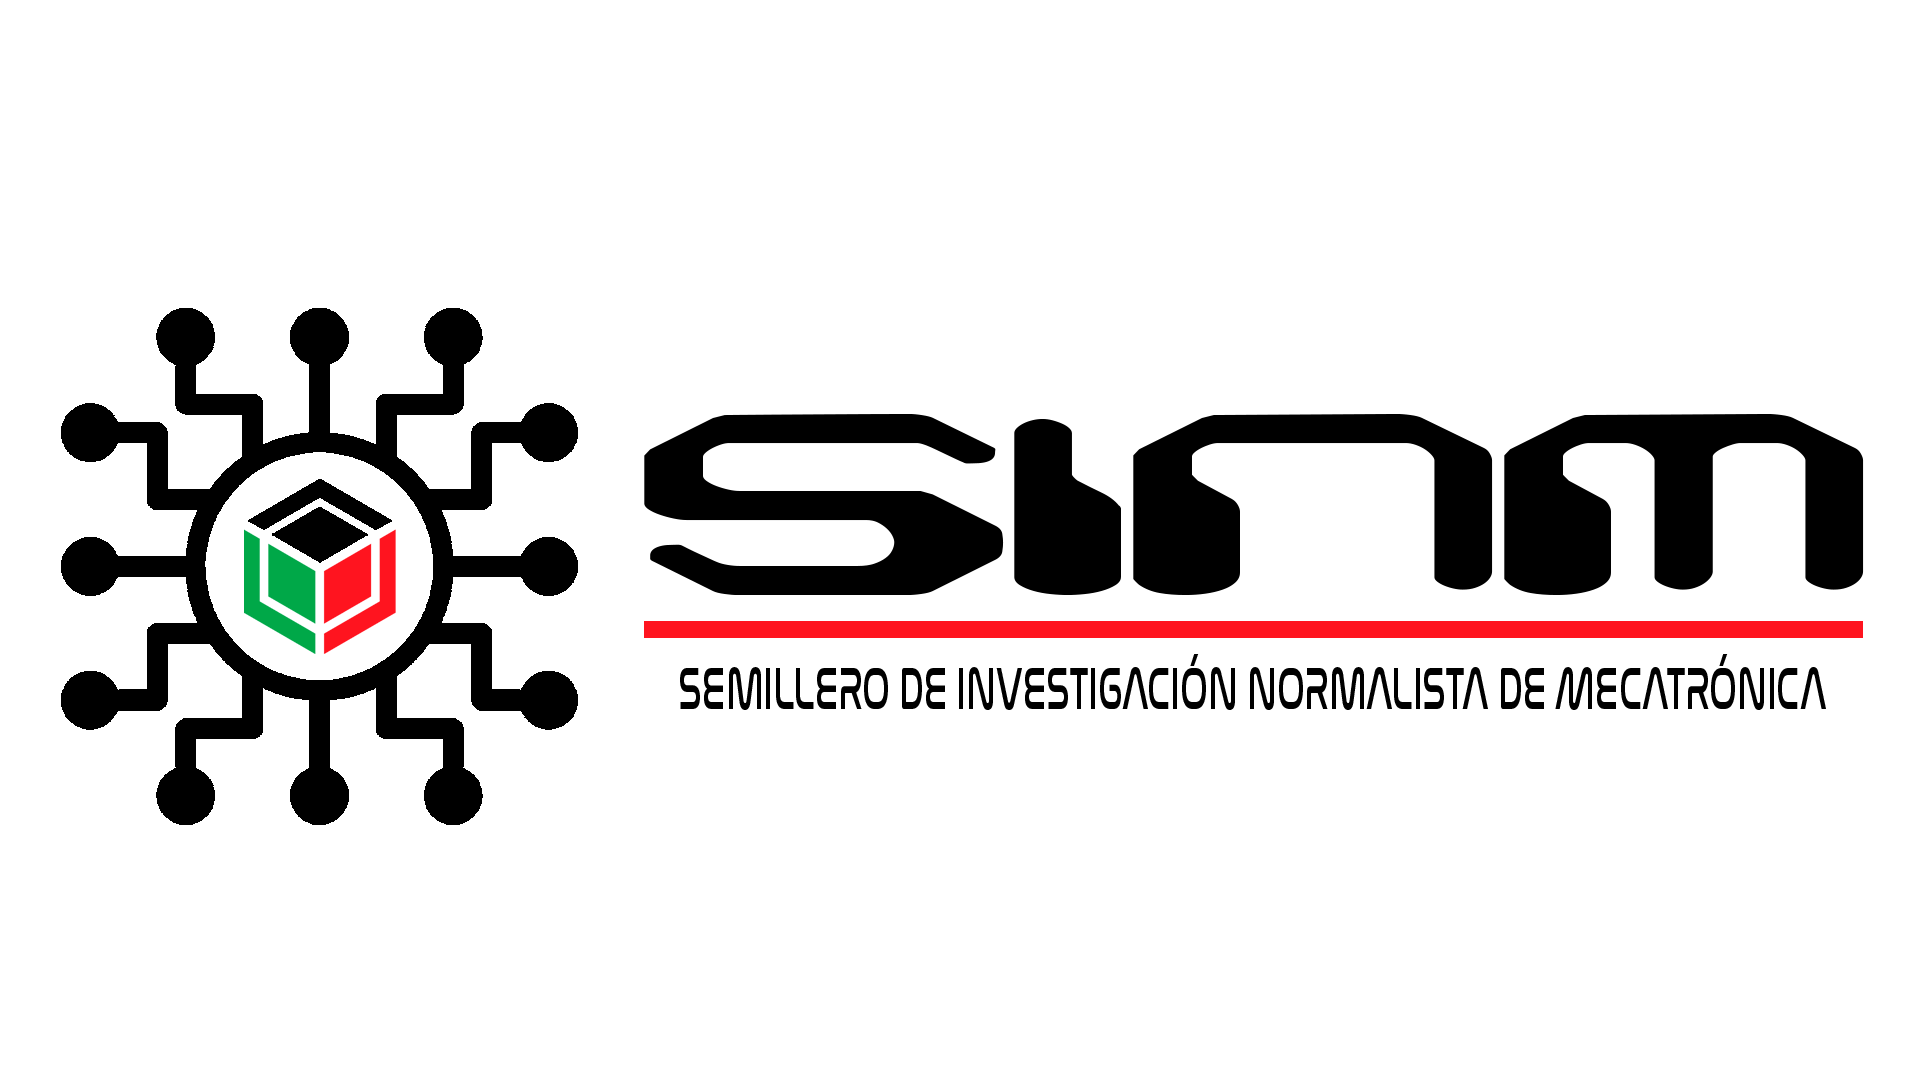 SINM
SEMILLERO DE INVESTIGACIÓN NORMALISTA DE MECATRÓNICA